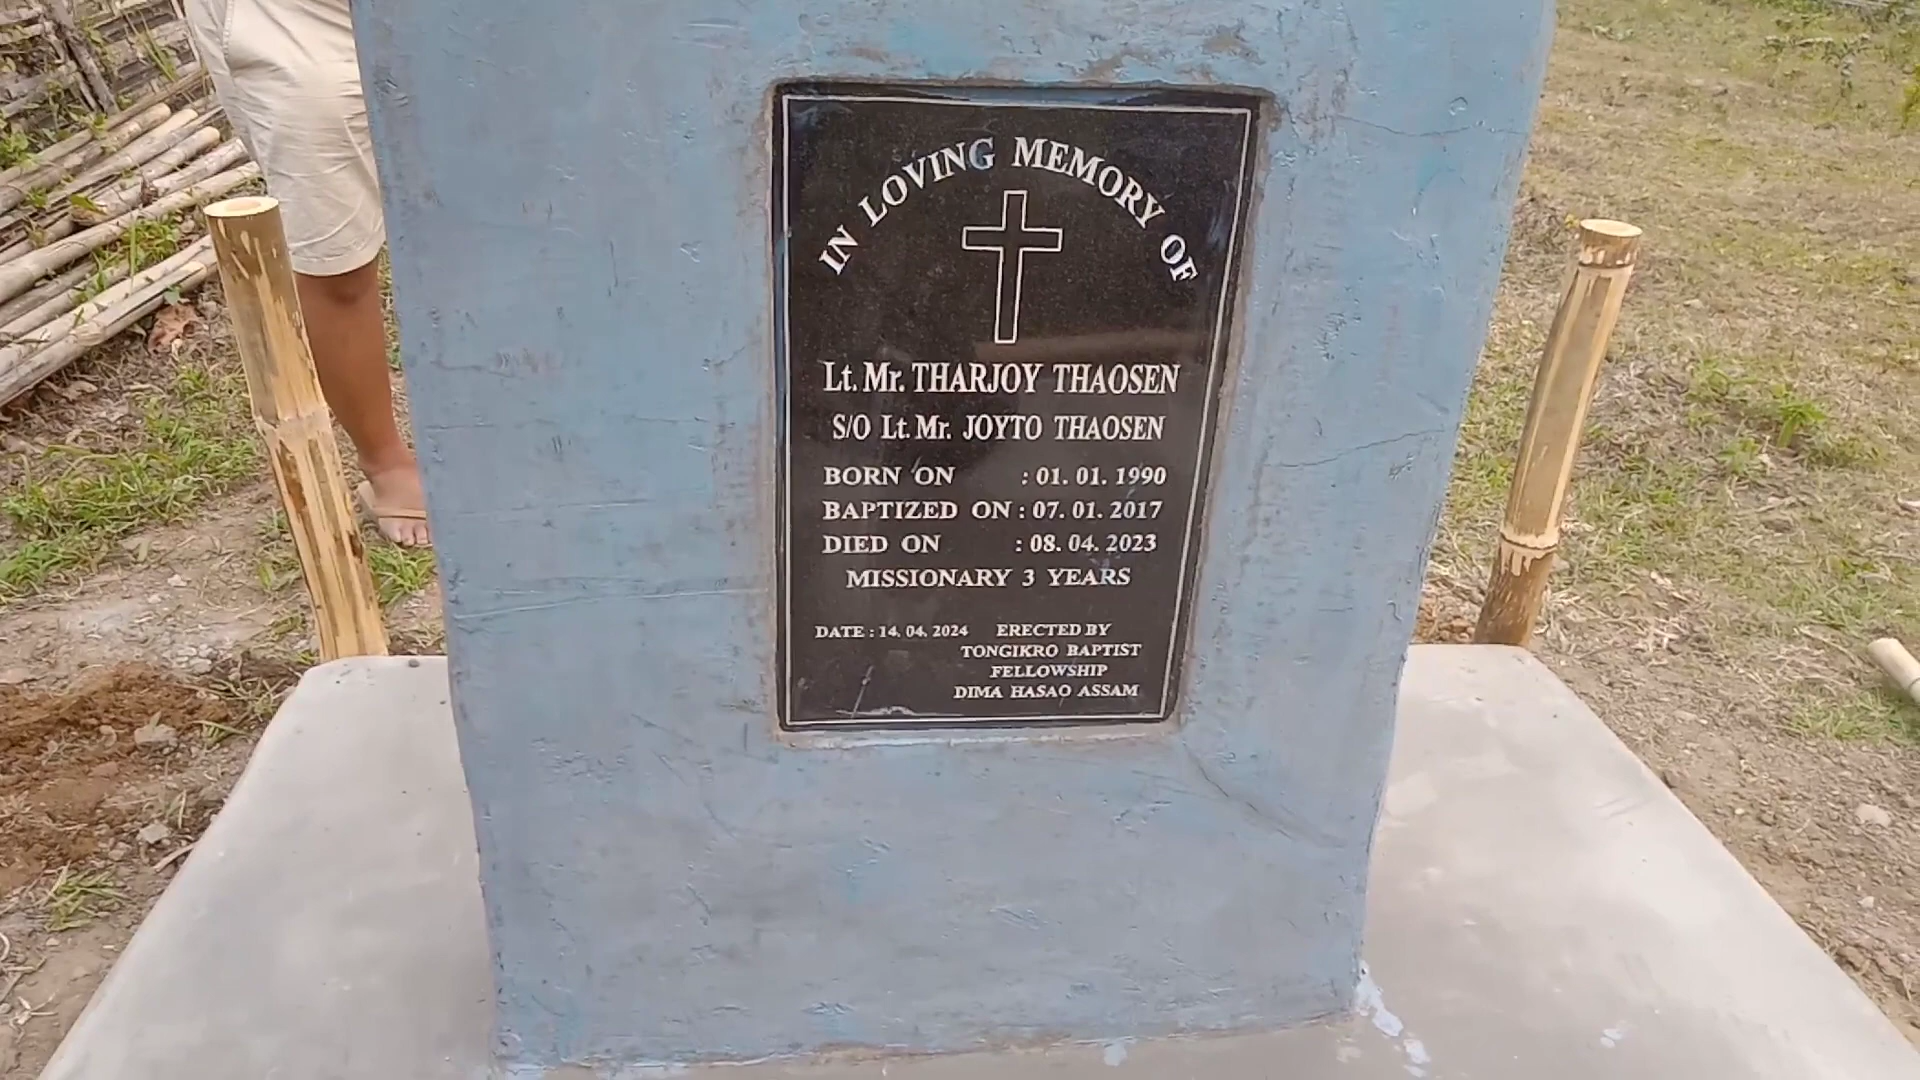 IN LOVING MEMORY OF
Lt. Mr. THARJOY THAOSEN
S/O Lt. Mr. JOYTO THAOSEN
BORN ON : 01. 01. 1990
BAPTIZED ON : 07. 01. 2017
DIED ON : 08. 04. 2023
MISSIONARY 3 YEARS
DATE : 14. 04. 2024 ERECTED BY
TONGIKRO BAPTIST
FELLOWSHIP
DIMA HASAO ASSAM